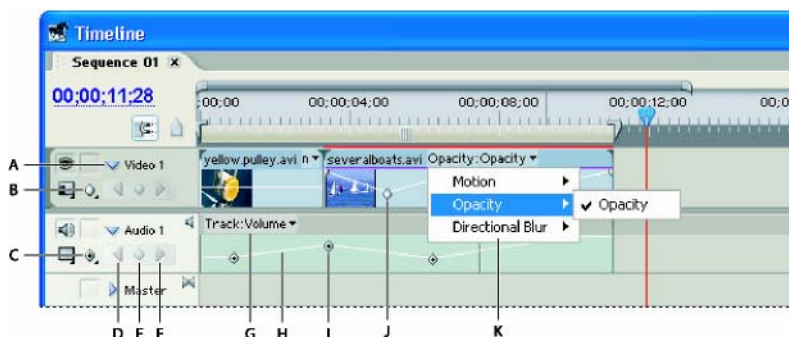 Timeline
Sequence 01 x
00;00;11;28
;00;00 00;00;04;00 00;00;08;00 00;00;12;00 00;0
A Video 1 yellow.pulley.avi n severalboats.avi Opacity:Opacity
B Motion
Opacity ✔ Opacity
Audio 1 Track:Volume Directional Blur
C
Master
D E F G H I J K